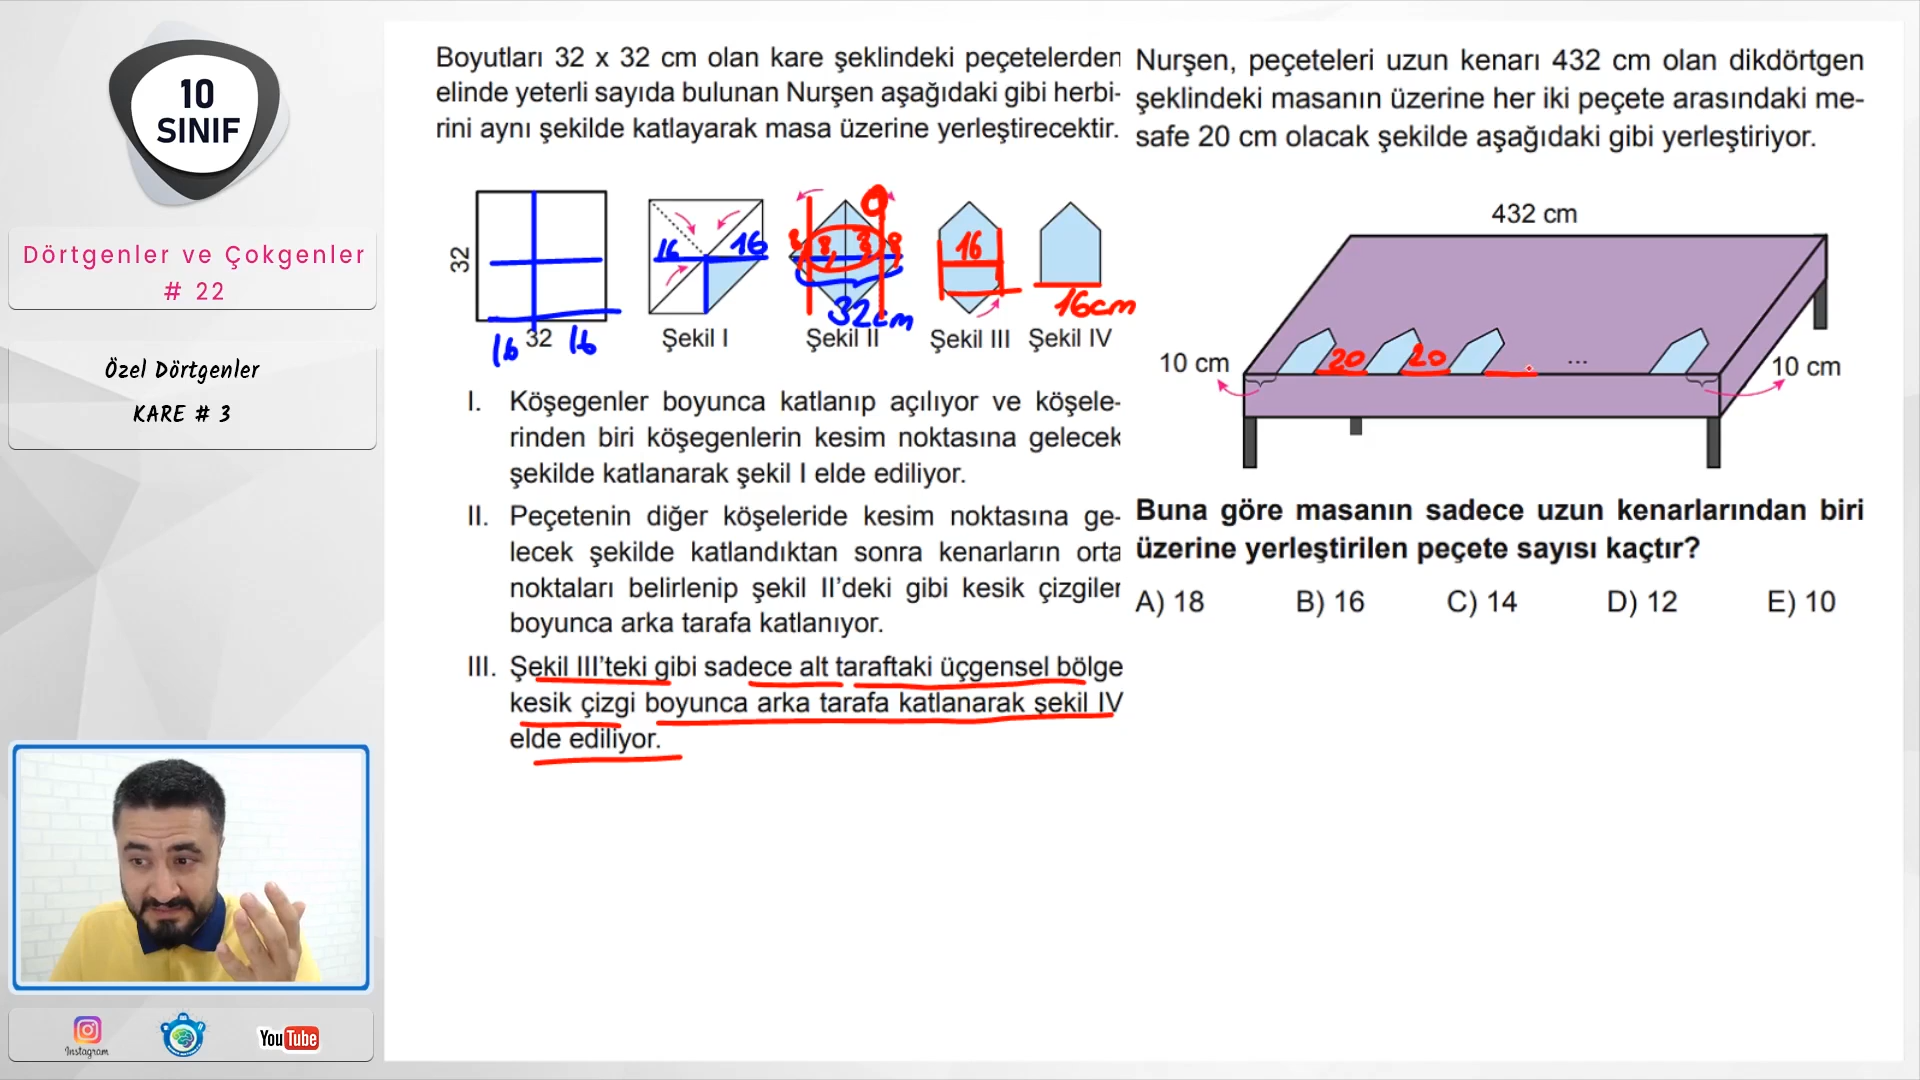 10
SINIF
Dörtgenler ve Çokgenler
# 22
Özel Dörtgenler
KARE # 3
Instagram
YouTube
Boyutları 32 x 32 cm olan kare şeklindeki peçetelerden
elinde yeterli sayıda bulunan Nurşen aşağıdaki gibi herbi-
rini aynı şekilde katlayarak masa üzerine yerleştirecektir.
32
16 32 16
16 16
Şekil I
8 8 8 8
32cm
Şekil II
16
Şekil III
16cm
Şekil IV
I. Köşegenler boyunca katlanıp açılıyor ve köşele-
rinden biri köşegenlerin kesim noktasına gelecek
şekilde katlanarak şekil I elde ediliyor.
II. Peçetenin diğer köşeleride kesim noktasına ge-
lecek şekilde katlandıktan sonra kenarların orta
noktaları belirlenip şekil II'deki gibi kesik çizgiler
boyunca arka tarafa katlanıyor.
III. Şekil III'teki gibi sadece alt taraftaki üçgensel bölge
kesik çizgi boyunca arka tarafa katlanarak şekil IV
elde ediliyor.
Nurşen, peçeteleri uzun kenarı 432 cm olan dikdörtgen
şeklindeki masanın üzerine her iki peçete arasındaki me-
safe 20 cm olacak şekilde aşağıdaki gibi yerleştiriyor.
432 cm
10 cm 20 20 ... 10 cm
Buna göre masanın sadece uzun kenarlarından biri
üzerine yerleştirilen peçete sayısı kaçtır?
A) 18 B) 16 C) 14 D) 12 E) 10